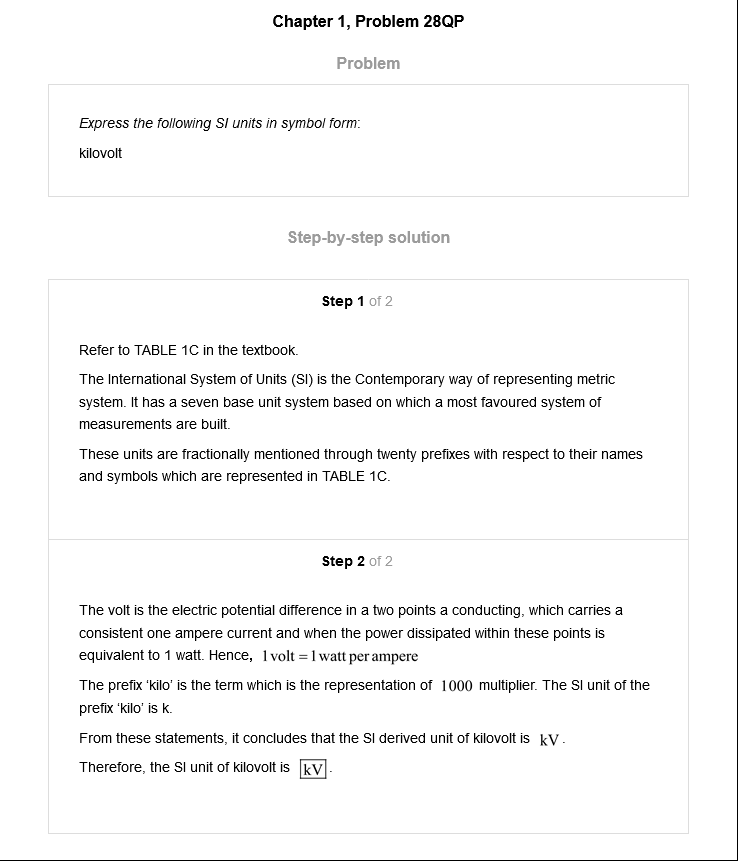 Chapter 1, Problem 28QP
Problem
Express the following SI units in symbol form:
kilovolt
Step-by-step solution
Step 1 of 2
Refer to TABLE 1C in the textbook.
The International System of Units (SI) is the Contemporary way of representing metric
system. It has a seven base unit system based on which a most favoured system of
measurements are built.
These units are fractionally mentioned through twenty prefixes with respect to their names
and symbols which are represented in TABLE 1C.
Step 2 of 2
The volt is the electric potential difference in a two points a conducting, which carries a
consistent one ampere current and when the power dissipated within these points is
equivalent to 1 watt. Hence, 1 volt = 1 watt per ampere
The prefix ‘kilo’ is the term which is the representation of 1000 multiplier. The SI unit of the
prefix ‘kilo’ is k.
From these statements, it concludes that the SI derived unit of kilovolt is kV.
Therefore, the SI unit of kilovolt is kV.